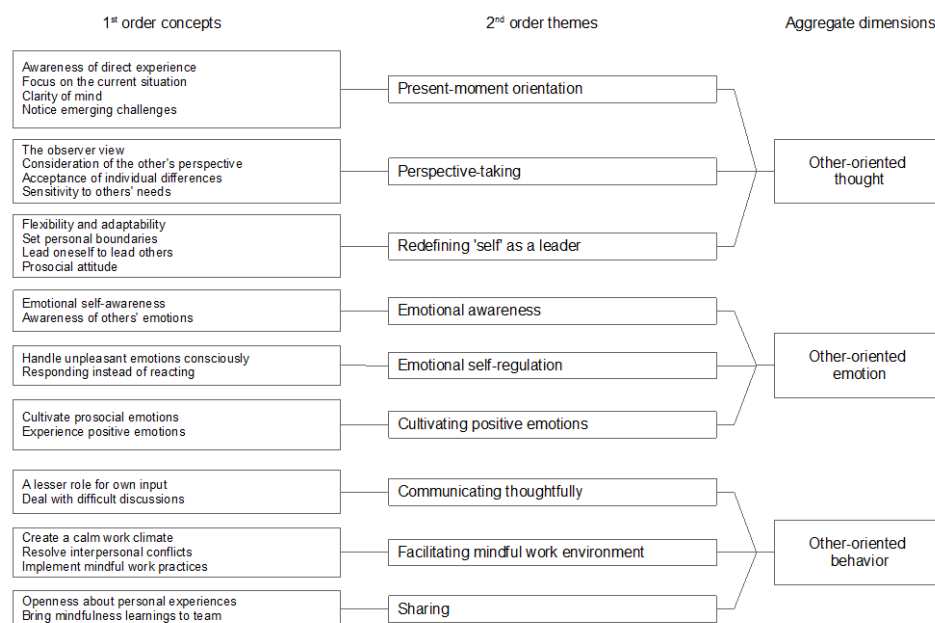 1st order concepts
2nd order themes
Aggregate dimensions
Awareness of direct experience
Focus on the current situation
Clarity of mind
Notice emerging challenges
Present-moment orientation
The observer view
Consideration of the other's perspective
Acceptance of individual differences
Sensitivity to others' needs
Perspective-taking
Other-oriented
thought
Flexibility and adaptability
Set personal boundaries
Lead oneself to lead others
Prosocial attitude
Redefining 'self' as a leader
Emotional self-awareness
Awareness of others' emotions
Emotional awareness
Handle unpleasant emotions consciously
Responding instead of reacting
Emotional self-regulation
Other-oriented
emotion
Cultivate prosocial emotions
Experience positive emotions
Cultivating positive emotions
A lesser role for own input
Deal with difficult discussions
Communicating thoughtfully
Create a calm work climate
Resolve interpersonal conflicts
Implement mindful work practices
Facilitating mindful work environment
Other-oriented
behavior
Openness about personal experiences
Bring mindfulness learnings to team
Sharing